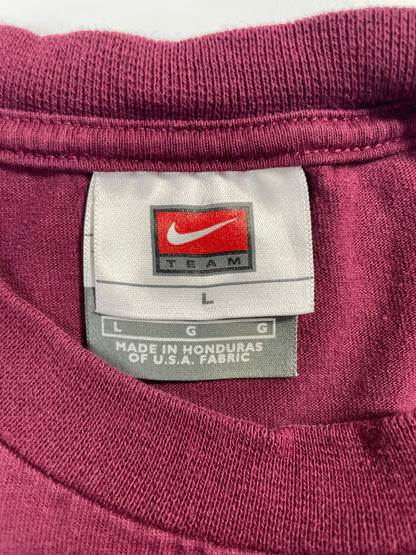 TEAM
L
L G G
MADE IN HONDURAS
OF U.S.A. FABRIC